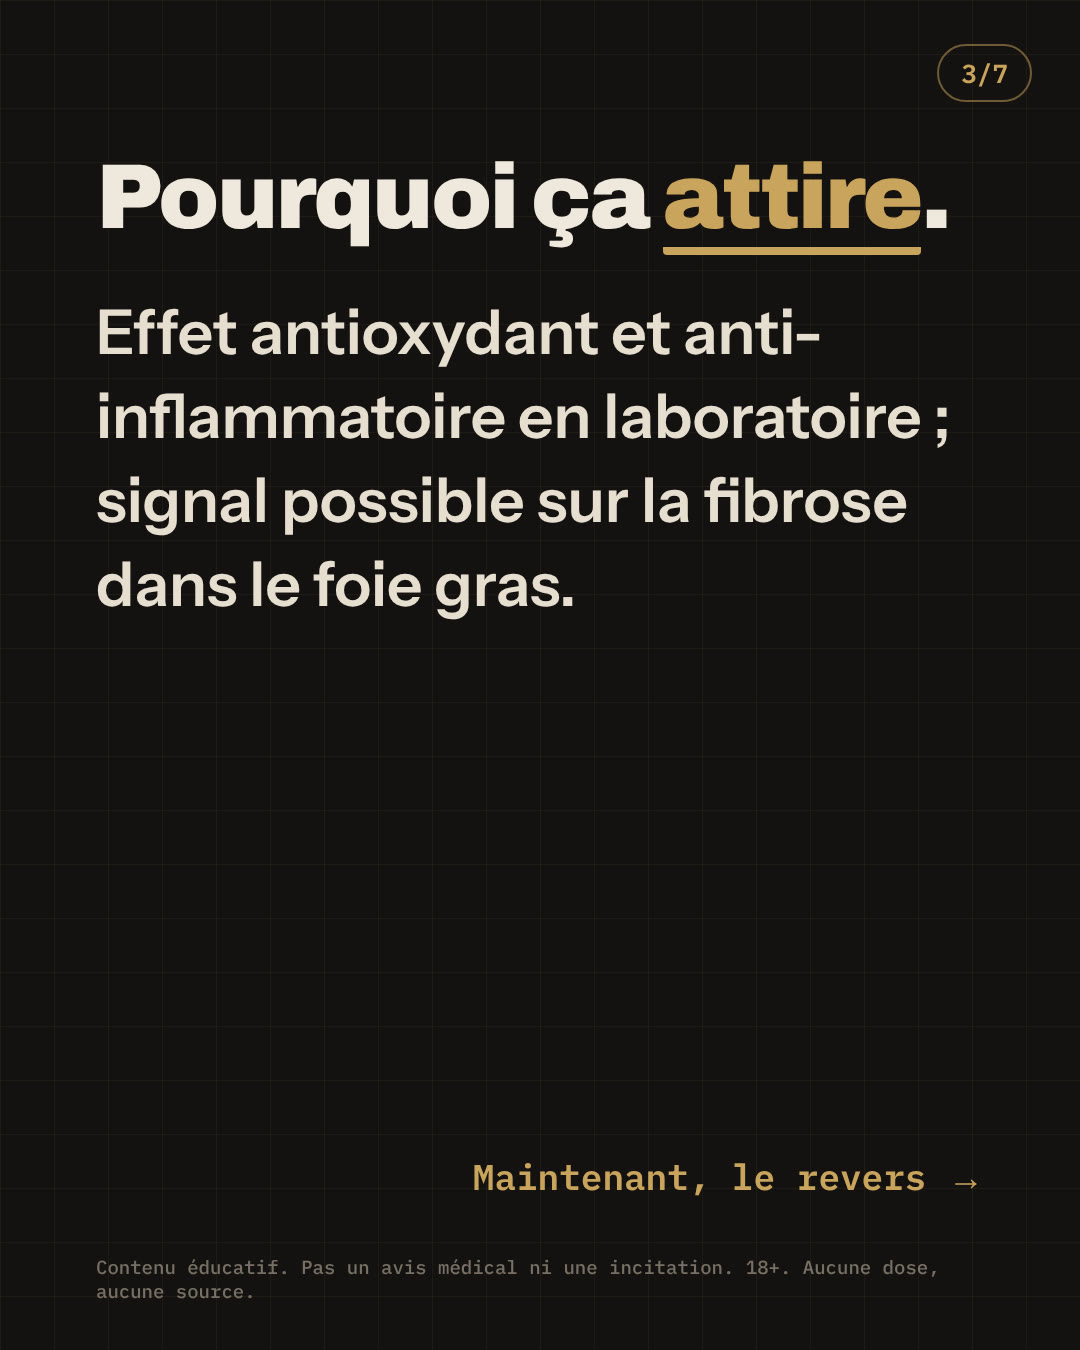 3/7
Pourquoi ça attire.
Effet antioxydant et anti-
inflammatoire en laboratoire ;
signal possible sur la fibrose
dans le foie gras.
Maintenant, le revers →
Contenu éducatif. Pas un avis médical ni une incitation. 18+. Aucune dose,
aucune source.